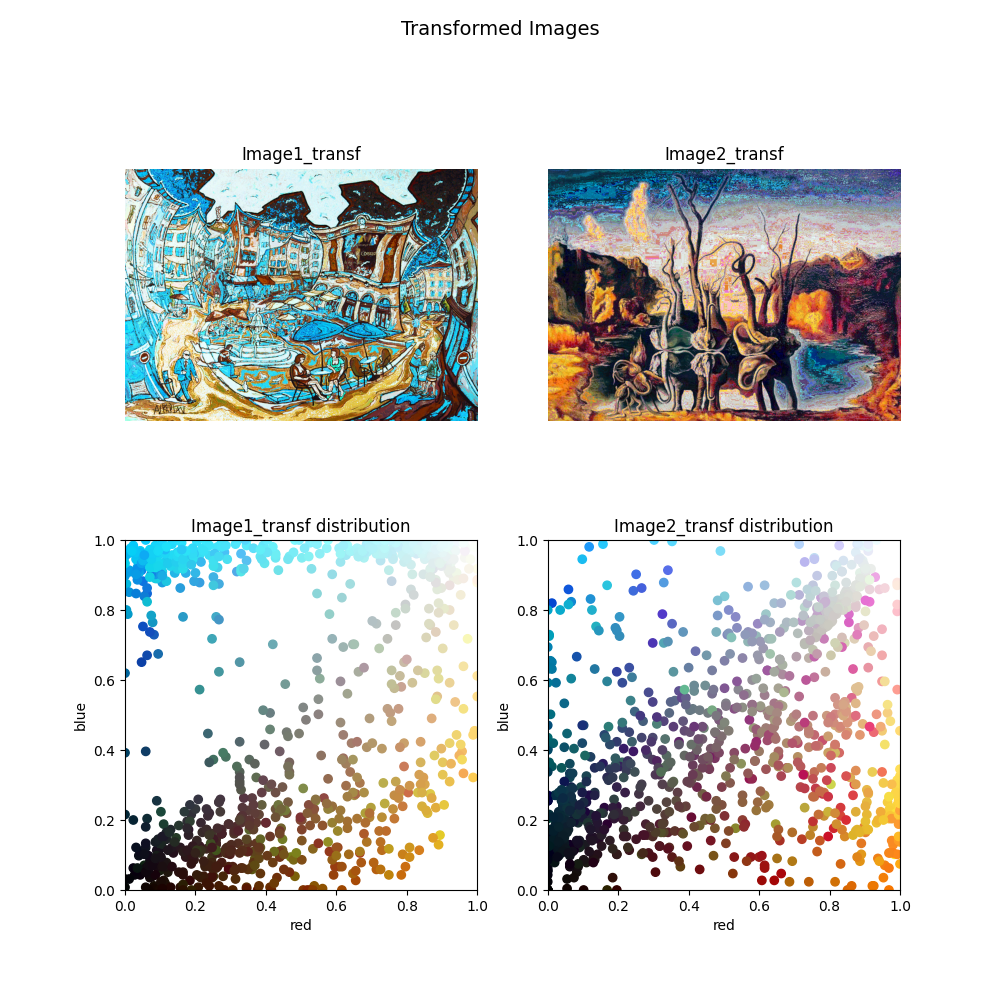 Transformed Images
Image1_transf
Image2_transf
Image1_transf distribution
1.0
0.8
0.6
0.4
0.2
0.0
blue
0.0 0.2 0.4 0.6 0.8 1.0
red
Image2_transf distribution
1.0
0.8
0.6
0.4
0.2
0.0
blue
0.0 0.2 0.4 0.6 0.8 1.0
red